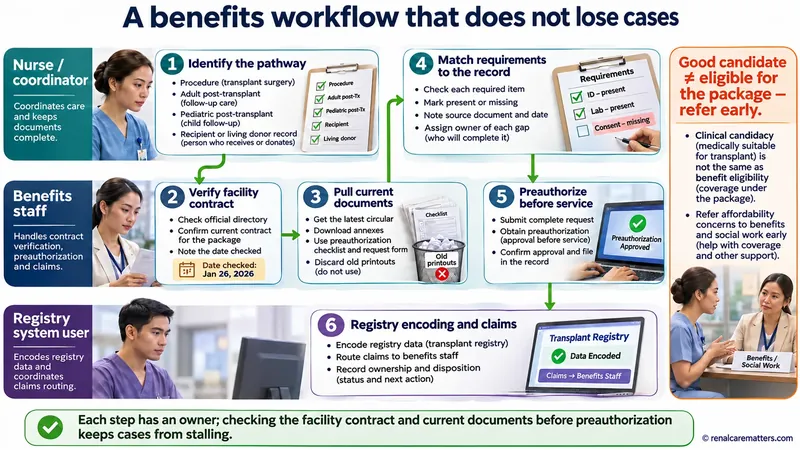 A benefits workflow that does not lose cases
Nurse /
coordinator
Coordinates care and keeps
documents complete.
1 Identify the pathway
• Procedure (transplant surgery)
• Adult post-transplant
(follow-up care)
• Pediatric post-transplant
(child follow-up)
• Recipient or living donor record
(person who receives or donates)
Procedure
Adult post-Tx
Pediatric post-Tx
Recipient
Living donor
4 Match requirements
to the record
• Check each required item
• Mark present or missing
• Note source document and date
• Assign owner of each gap
(who will complete it)
Requirements
ID – present
Lab – present
Consent – missing
Good candidate
≠ eligible for
the package –
refer early.
• Clinical candidacy
(medically suitable
for transplant) is
not the same as
benefit eligibility
(coverage under
the package).
• Refer affordability
concerns to benefits
and social work early
(help with coverage
and other support).
Benefits /
Social Work
Benefits
staff
Handles contract
verification,
preauthorization
and claims.
2 Verify facility
contract
• Check official directory
• Confirm current contract
for the package
• Note the date checked
Date checked:
Jan 26, 2026
3 Pull current
documents
• Get the latest circular
• Download annexes
• Use preauthorization
checklist and request form
• Discard old printouts
(do not use)
Checklist
Old
printouts
5 Preauthorize
before service
• Submit complete request
• Obtain preauthorization
(approval before service)
• Confirm approval and file
in the record
Preauthorization
Approved
Registry
system user
Encodes registry
data and
coordinates
claims routing.
6 Registry encoding and claims
• Encode registry data (transplant registry)
• Route claims to benefits staff
• Record ownership and disposition
(status and next action)
Transplant Registry
Data Encoded
Claims → Benefits Staff
Each step has an owner; checking the facility contract and current documents before preauthorization
keeps cases from stalling.
© renalcarematters.com